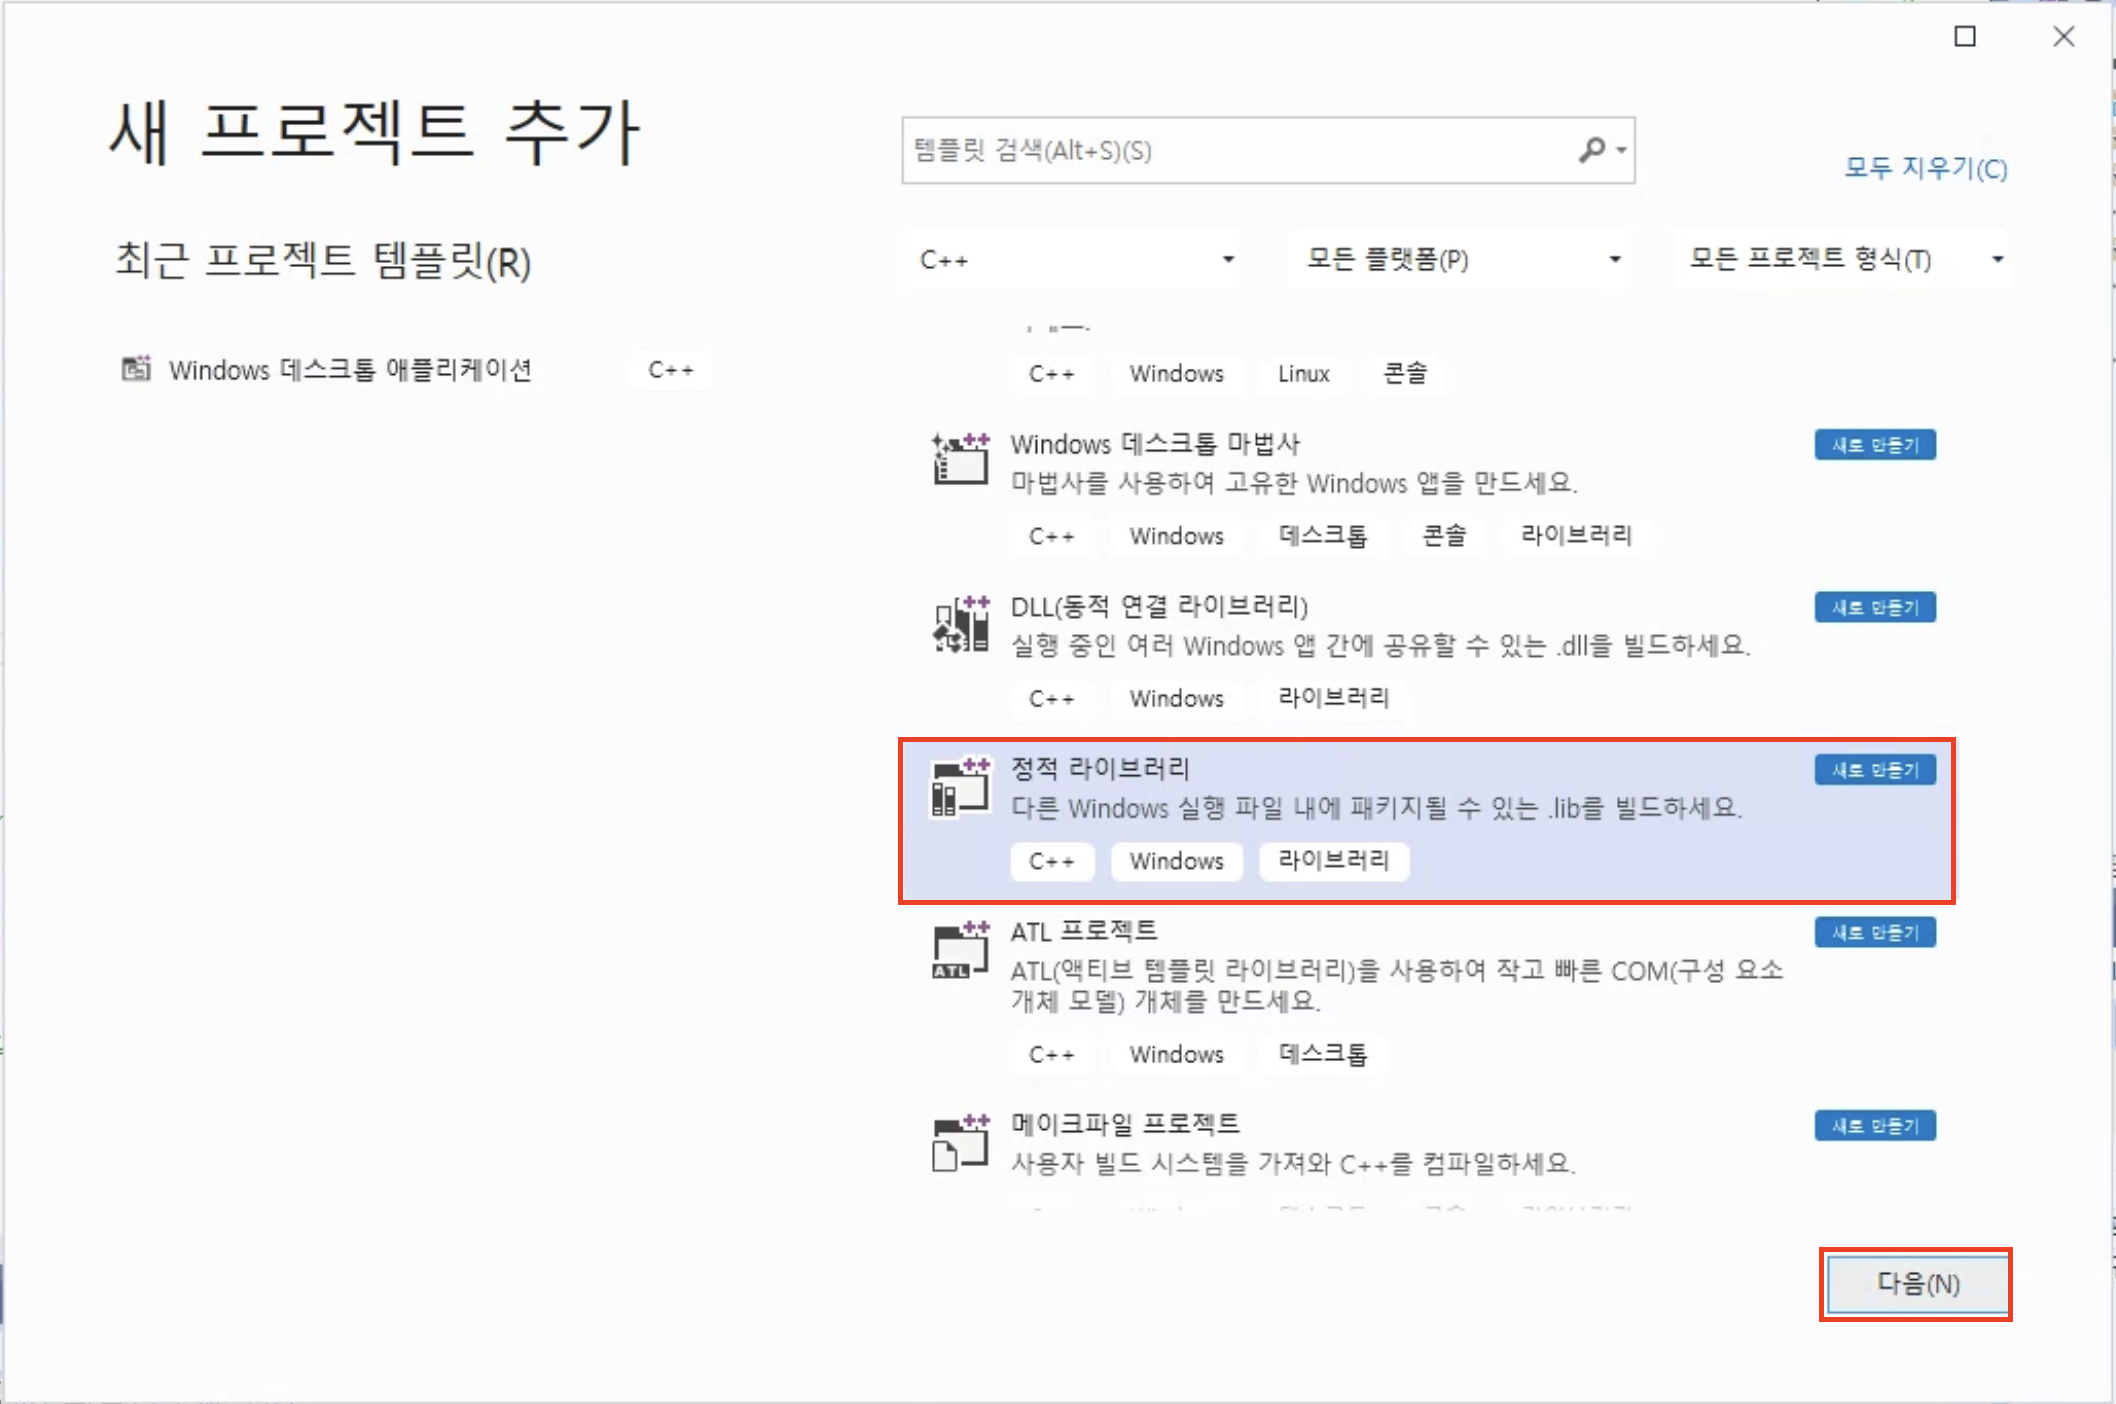 새 프로젝트 추가
템플릿 검색(Alt+S)(S)
모두 지우기(C)
최근 프로젝트 템플릿(R)
C++
모든 플랫폼(P)
모든 프로젝트 형식(T)
Windows 데스크톱 애플리케이션
C++
C++ Windows Linux 콘솔
Windows 데스크톱 마법사
새로 만들기
마법사를 사용하여 고유한 Windows 앱을 만드세요.
C++ Windows 데스크톱 콘솔 라이브러리
DLL(동적 연결 라이브러리)
새로 만들기
실행 중인 여러 Windows 앱 간에 공유할 수 있는 .dll을 빌드하세요.
C++ Windows 라이브러리
정적 라이브러리
새로 만들기
다른 Windows 실행 파일 내에 패키지될 수 있는 .lib를 빌드하세요.
C++ Windows 라이브러리
ATL 프로젝트
새로 만들기
ATL
ATL(액티브 템플릿 라이브러리)을 사용하여 작고 빠른 COM(구성 요소
개체 모델) 개체를 만드세요.
C++ Windows 데스크톱
메이크파일 프로젝트
새로 만들기
사용자 빌드 시스템을 가져와 C++를 컴파일하세요.
다음(N)